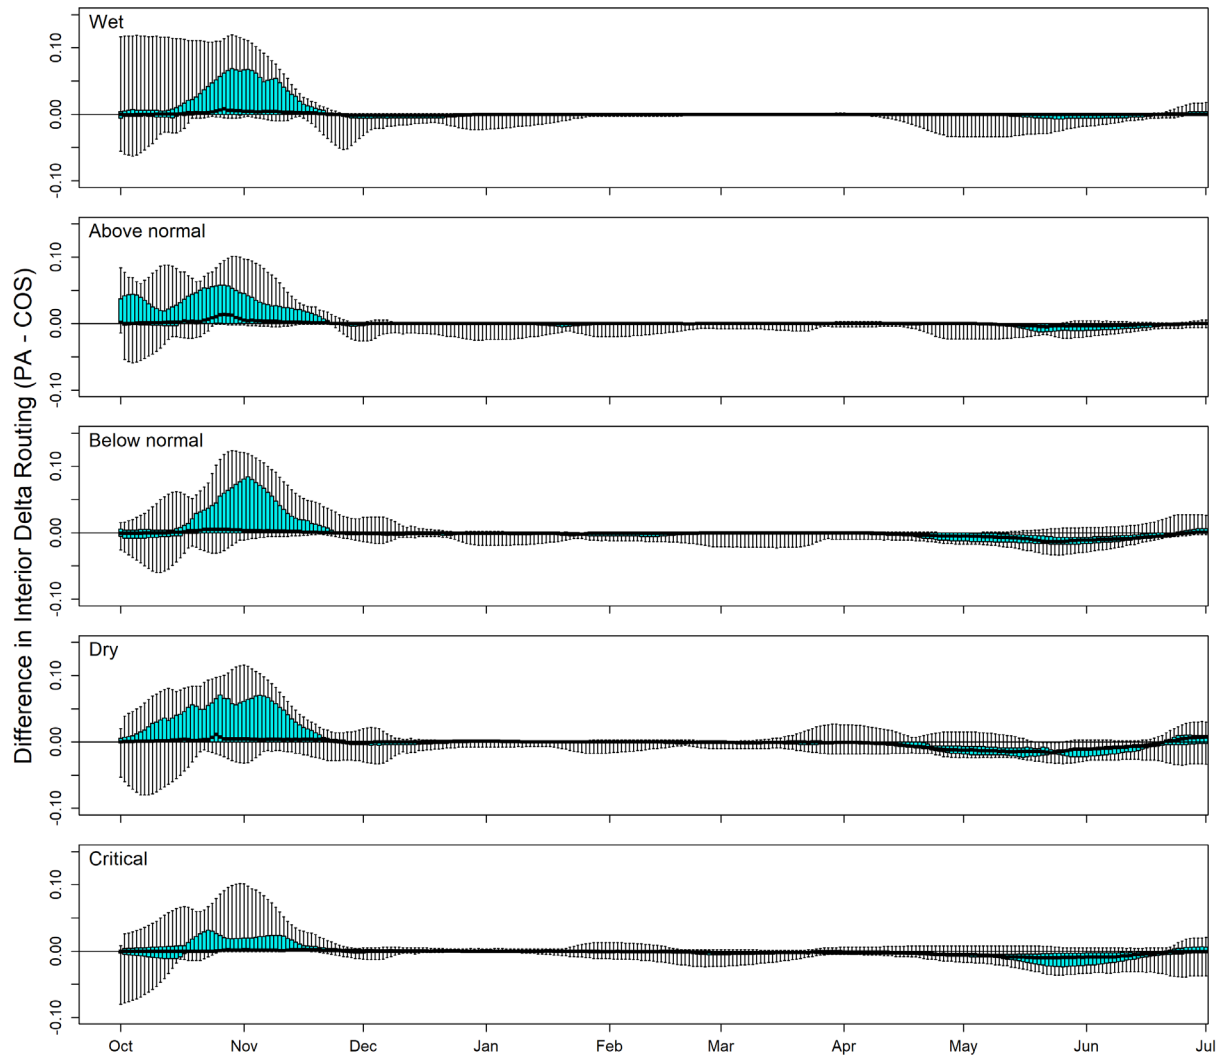 Difference in Interior Delta Routing (PA - COS)
Wet
0.10
0.00
-0.10
Above normal
0.10
0.00
-0.10
Below normal
0.10
0.00
-0.10
Dry
0.10
0.00
-0.10
Critical
0.10
0.00
-0.10
Oct Nov Dec Jan Feb Mar Apr May Jun Jul